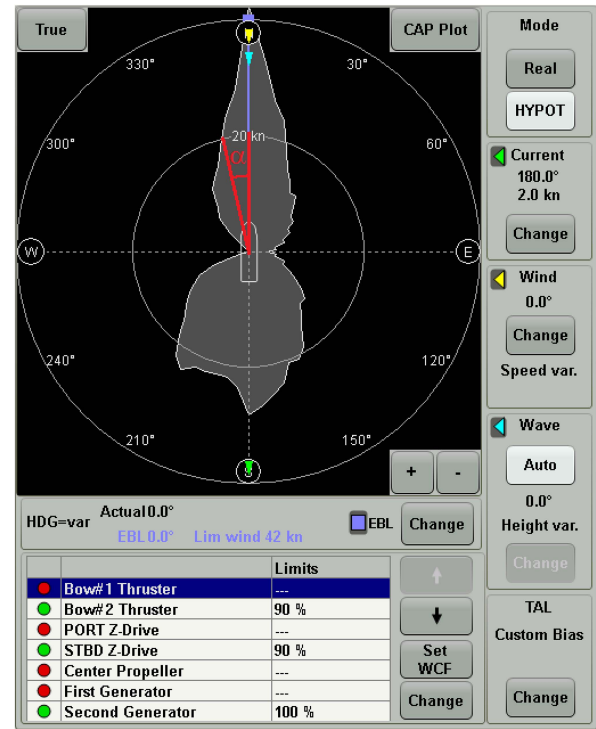 True
CAP Plot
N
330°
30°
300°
60°
20 kn
α
W
E
240°
120°
210°
150°
S
+ -
HDG=var
Actual 0.0°
EBL 0.0° Lim wind 42 kn
EBL
Change
Limits
Bow#1 Thruster ---
Bow#2 Thruster 90 %
PORT Z-Drive ---
STBD Z-Drive 90 %
Center Propeller ---
First Generator ---
Second Generator 100 %
Set
WCF
Change
Mode
Real
HYPOT
Current
180.0°
2.0 kn
Change
Wind
0.0°
Change
Speed var.
Wave
Auto
0.0°
Height var.
Change
TAL
Custom Bias
Change